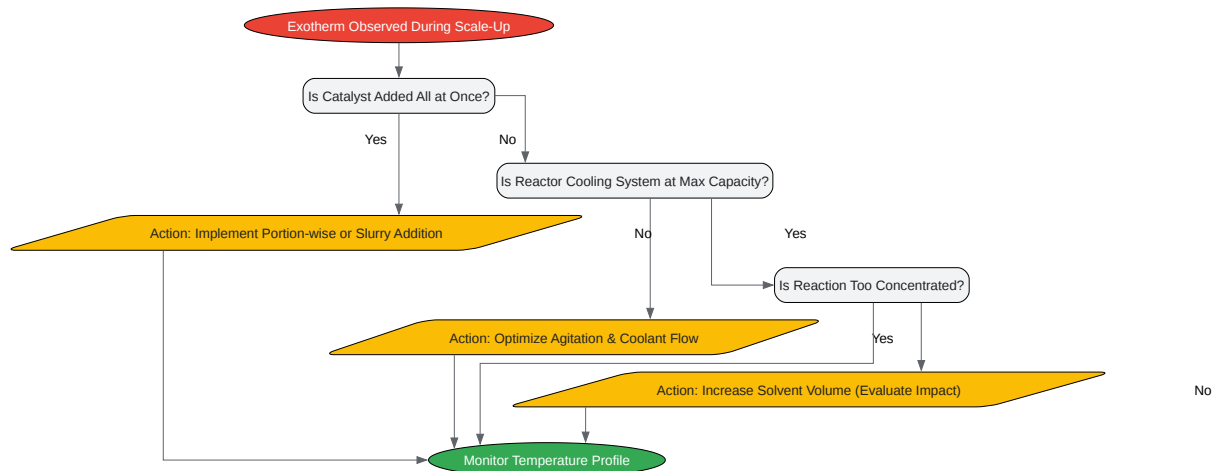 Exotherm Observed During Scale-Up
Is Catalyst Added All at Once?
Yes
No
Is Reactor Cooling System at Max Capacity?
Action: Implement Portion-wise or Slurry Addition
No
Yes
Is Reaction Too Concentrated?
Action: Optimize Agitation & Coolant Flow
Yes
Action: Increase Solvent Volume (Evaluate Impact)
No
Monitor Temperature Profile